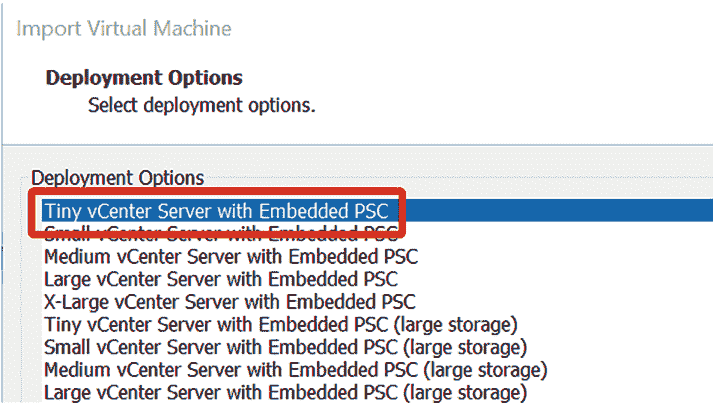 Import Virtual Machine
Deployment Options
Select deployment options.
Deployment Options
Tiny vCenter Server with Embedded PSC
Small vCenter Server with Embedded PSC
Medium vCenter Server with Embedded PSC
Large vCenter Server with Embedded PSC
X-Large vCenter Server with Embedded PSC
Tiny vCenter Server with Embedded PSC (large storage)
Small vCenter Server with Embedded PSC (large storage)
Medium vCenter Server with Embedded PSC (large storage)
Large vCenter Server with Embedded PSC (large storage)